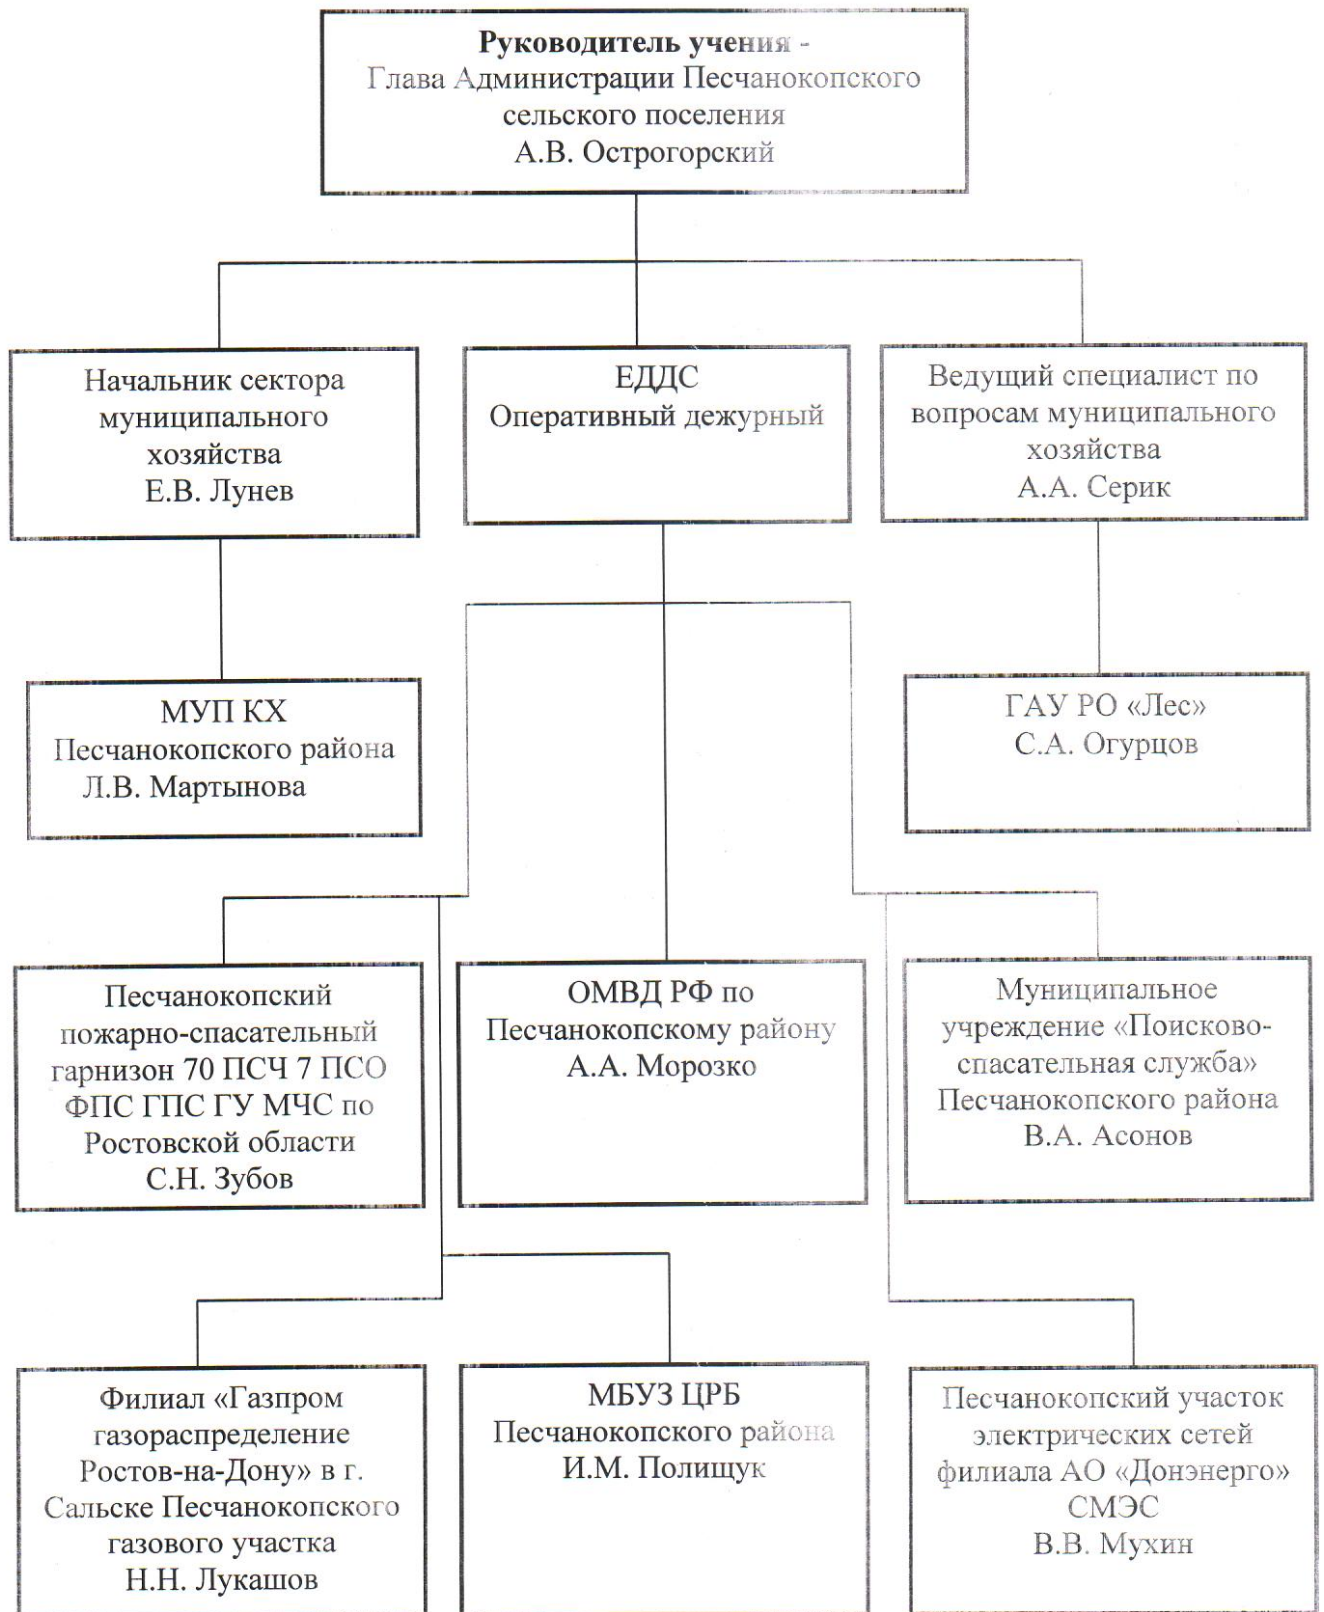 Руководитель учения -
Глава Администрации Песчанокопского
сельского поселения
А.В. Острогорский
Начальник сектора
муниципального
хозяйства
Е.В. Лунев
ЕДДС
Оперативный дежурный
Ведущий специалист по
вопросам муниципального
хозяйства
А.А. Серик
МУП КХ
Песчанокопского района
Л.В. Мартынова
ГАУ РО «Лес»
С.А. Огурцов
Песчанокопский
пожарно-спасательный
гарнизон 70 ПСЧ 7 ПСО
ФПС ГПС ГУ МЧС по
Ростовской области
С.Н. Зубов
ОМВД РФ по
Песчанокопскому району
А.А. Морозко
Муниципальное
учреждение «Поисково-
спасательная служба»
Песчанокопского района
В.А. Асонов
Филиал «Газпром
газораспределение
Ростов-на-Дону» в г.
Сальске Песчанокопского
газового участка
Н.Н. Лукашов
МБУЗ ЦРБ
Песчанокопского района
И.М. Полищук
Песчанокопский участок
электрических сетей
филиала АО «Донэнерго»
СМЭС
В.В. Мухин